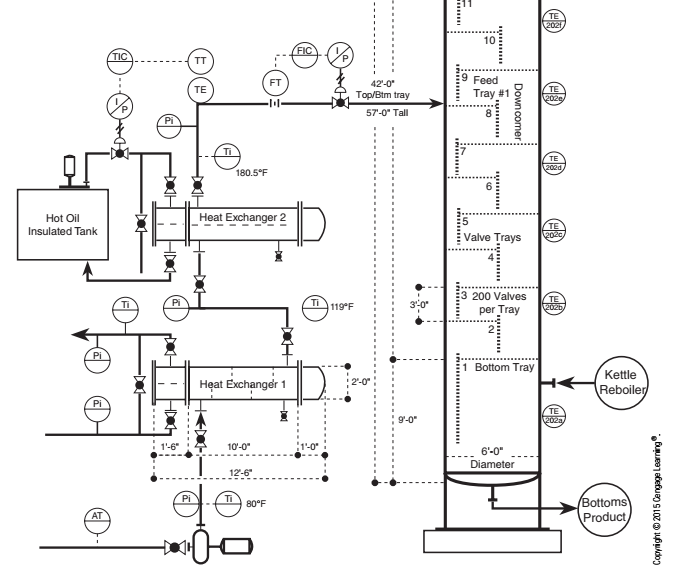 11
TE
202f
10
TIC
TT
FIC
I/P
FT
TE
9 Feed
Tray #1
Downcomer
TE
202e
42'-0"
Top/Btm tray
57'-0" Tall
I/P
8
Pi
Ti
180.5°F
7
TE
202d
6
Hot Oil
Insulated Tank
Heat Exchanger 2
5
Valve Trays
TE
202c
4
Ti
Pi
Ti
119°F
3'-0"
3 200 Valves
per Tray
TE
202b
2
Pi
1 Bottom Tray
Heat Exchanger 1
2'-0"
Kettle
Reboiler
Pi
TE
202a
9'-0"
1'-6"
10'-0"
1'-0"
12'-6"
6'-0"
Diameter
Pi
Ti
80°F
AT
Bottoms
Product
Copyright © 2015 Cengage Learning®.